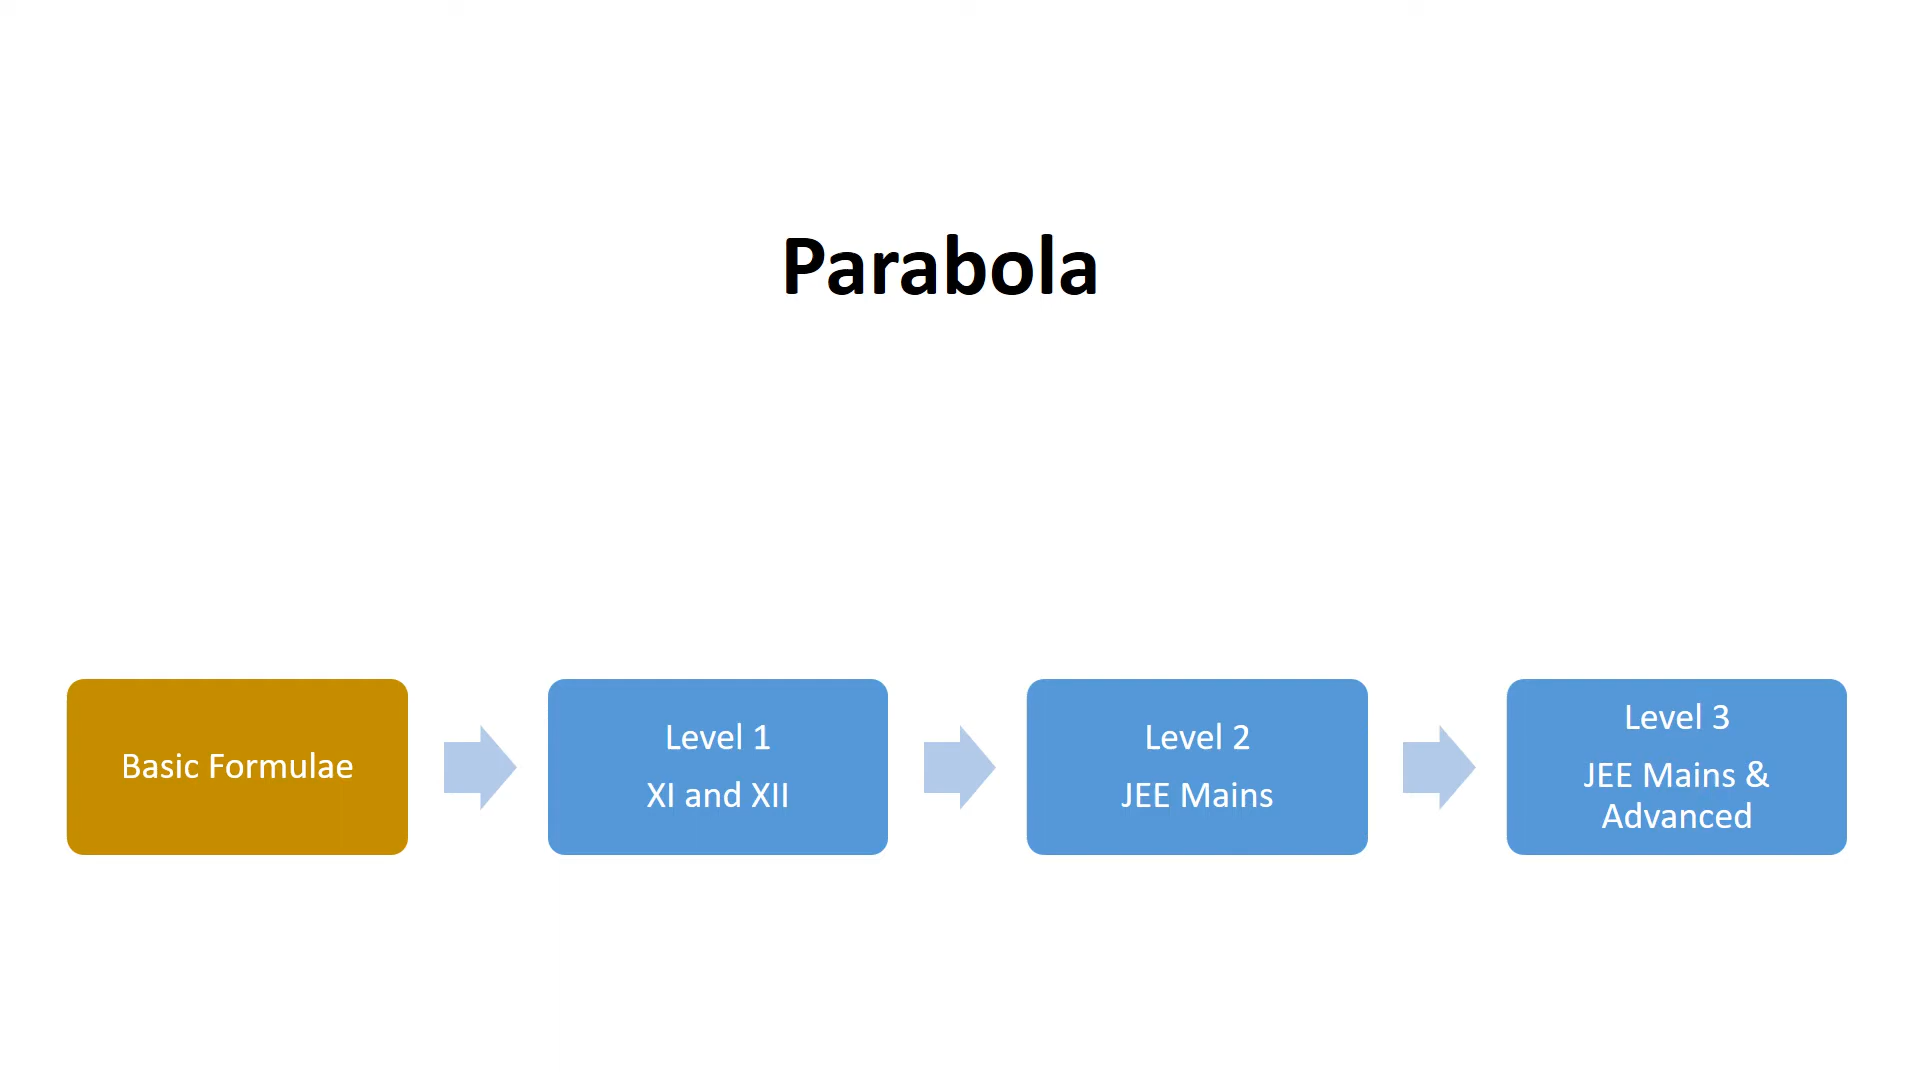 Parabola
Basic Formulae
Level 1
XI and XII
Level 2
JEE Mains
Level 3
JEE Mains &
Advanced